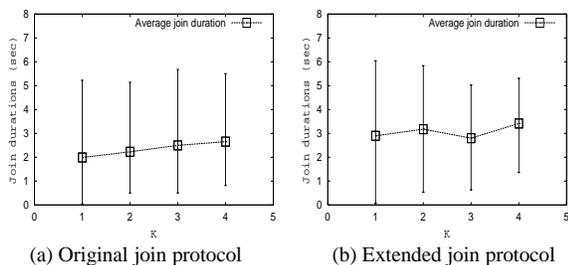 Average join duration
Join durations (sec)
8
7
6
5
4
3
2
1
0
0 1 2 3 4 5
K
(a) Original join protocol
Average join duration
Join durations (sec)
8
7
6
5
4
3
2
1
0
0 1 2 3 4 5
K
(b) Extended join protocol